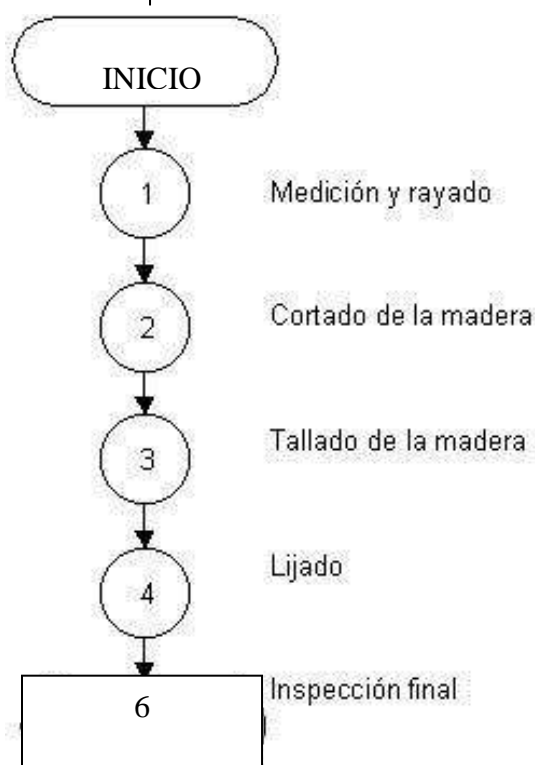 INICIO
1 Medición y rayado
2 Cortado de la madera
3 Tallado de la madera
4 Lijado
6 Inspección final